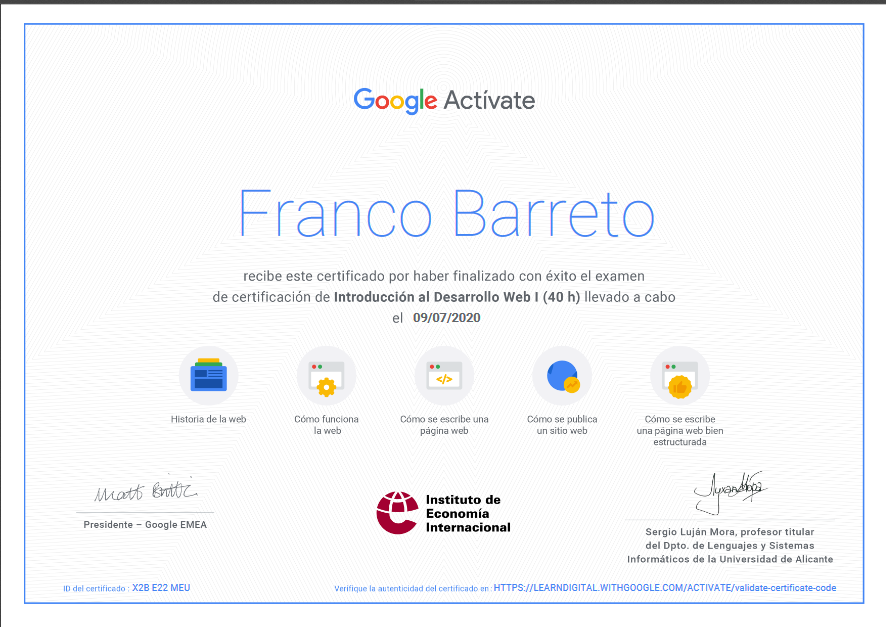 Google Actívate
Franco Barreto
recibe este certificado por haber finalizado con éxito el examen
de certificación de Introducción al Desarrollo Web I (40 h) llevado a cabo
el 09/07/2020
Historia de la web
Cómo funciona
la web
</>
Cómo se escribe una
página web
Cómo se publica
un sitio web
Cómo se escribe
una página web bien
estructurada
Presidente – Google EMEA
Instituto de
Economía
Internacional
Sergio Luján Mora, profesor titular
del Dpto. de Lenguajes y Sistemas
Informáticos de la Universidad de Alicante
ID del certificado : X2B E22 MEU
Verifique la autenticidad del certificado en : HTTPS://LEARNDIGITAL.WITHGOOGLE.COM/ACTIVATE/validate-certificate-code